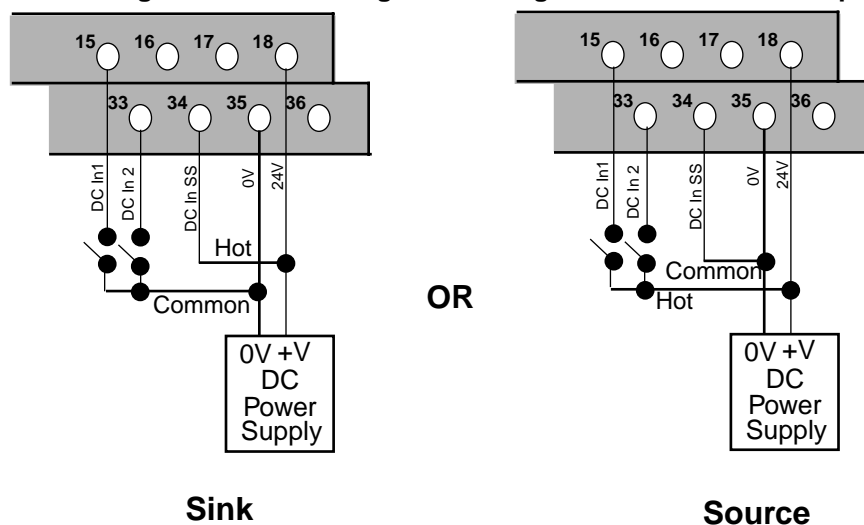 15 16 17 18
33 34 35 36
DC In1
DC In 2
DC In SS
0V
24V
Hot
Common
0V +V
DC
Power
Supply
Sink
OR
15 16 17 18
33 34 35 36
DC In1
DC In 2
DC In SS
0V
24V
Common
Hot
0V +V
DC
Power
Supply
Source